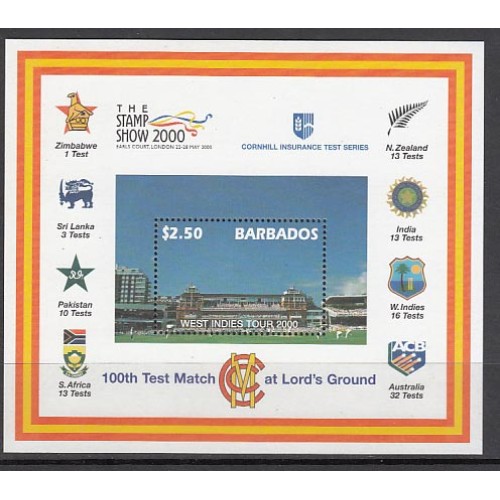 THE
STAMP
SHOW 2000
EARLS COURT, LONDON 22-28 MAY 2000
CORNHILL INSURANCE TEST SERIES
Zimbabwe
1 Test
N. Zealand
13 Tests
Sri Lanka
3 Tests
India
13 Tests
Pakistan
10 Tests
W. Indies
16 Tests
S. Africa
13 Tests
ACB
Australia
32 Tests
$2.50 BARBADOS
WEST INDIES TOUR 2000
100th Test Match MCC at Lord's Ground